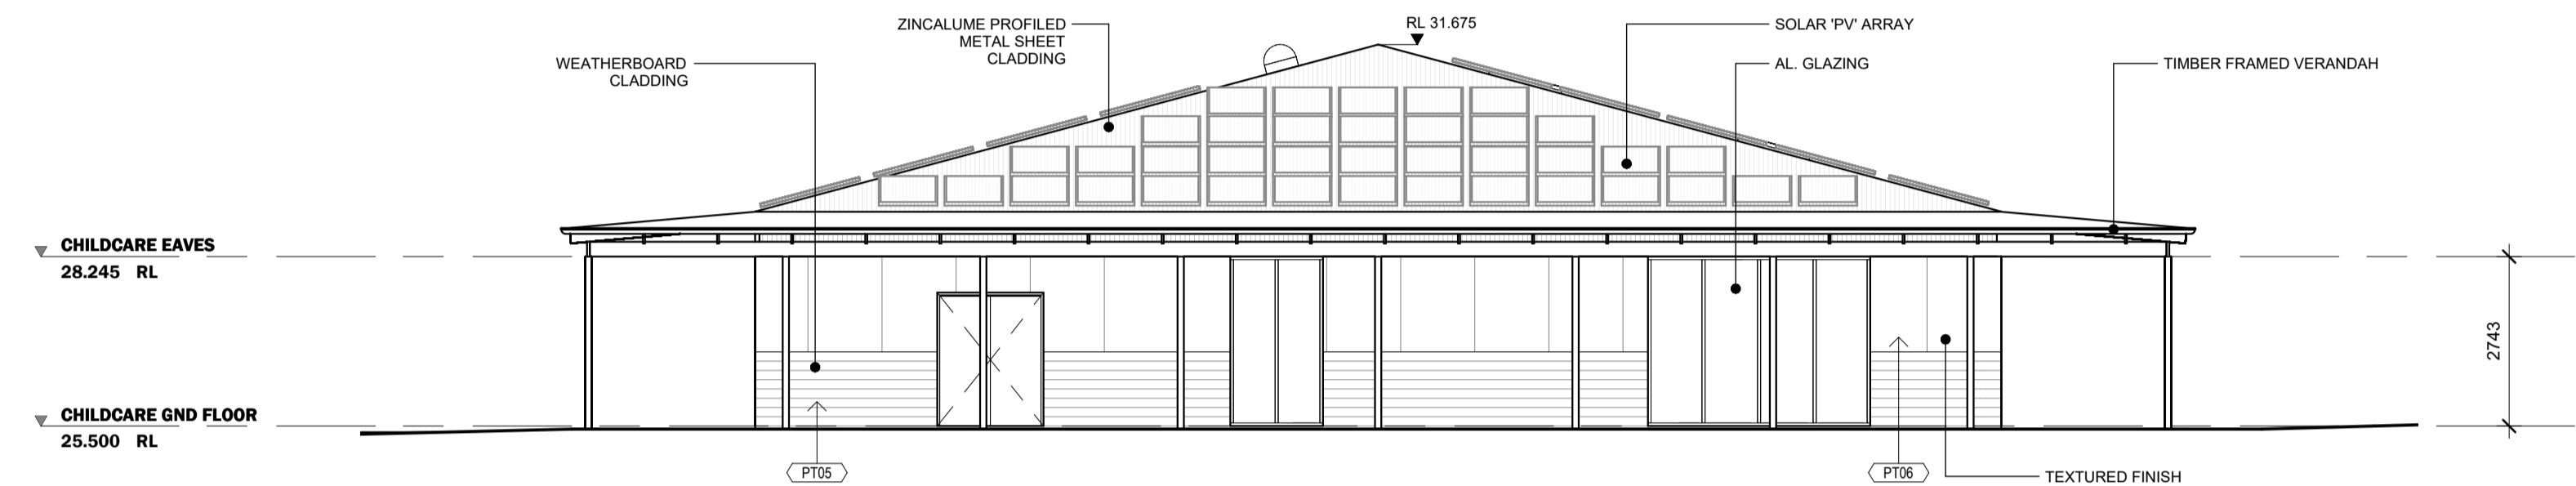 ZINCALUME PROFILED
METAL SHEET
CLADDING
RL 31.675
SOLAR 'PV' ARRAY
WEATHERBOARD
CLADDING
AL. GLAZING
TIMBER FRAMED VERANDAH
CHILDCARE EAVES
28.245 RL
2743
CHILDCARE GND FLOOR
25.500 RL
PT05
PT06
TEXTURED FINISH